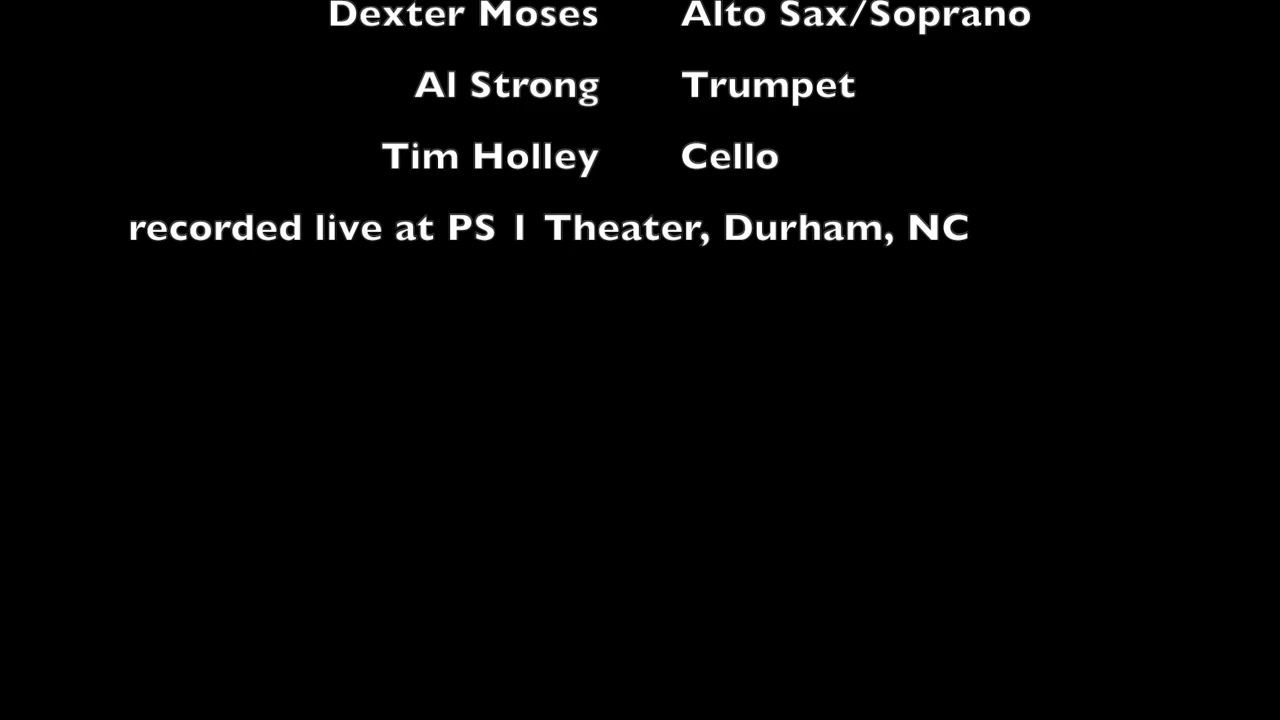 Dexter Moses Alto Sax/Soprano
Al Strong Trumpet
Tim Holley Cello
recorded live at PS 1 Theater, Durham, NC